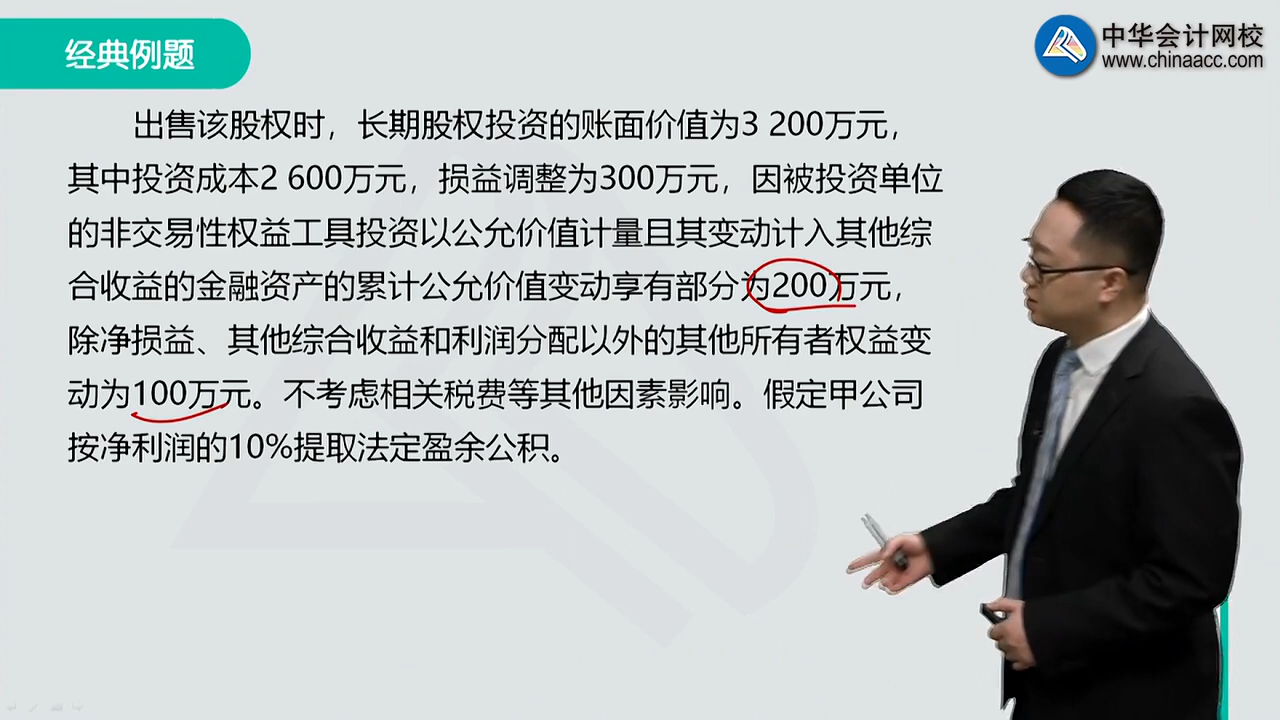 经典例题
中华会计网校
www.chinaacc.com
出售该股权时，长期股权投资的账面价值为3 200万元，
其中投资成本2 600万元，损益调整为300万元，因被投资单位
的非交易性权益工具投资以公允价值计量且其变动计入其他综
合收益的金融资产的累计公允价值变动享有部分为200万元，
除净损益、其他综合收益和利润分配以外的其他所有者权益变
动为100万元。不考虑相关税费等其他因素影响。假定甲公司
按净利润的10%提取法定盈余公积。